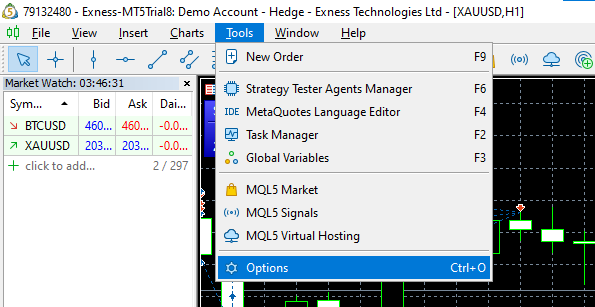 79132480 - Exness-MT5Trial8: Demo Account - Hedge - Exness Technologies Ltd - [XAUUSD,H1]
File View Insert Charts Tools Window Help
Market Watch: 03:46:31
Sym... Bid Ask Dai...
BTCUSD 460... 460... -0.0...
XAUUSD 203... 203... -0.0...
click to add... 2 / 297
New Order F9
Strategy Tester Agents Manager F6
IDE MetaQuotes Language Editor F4
Task Manager F2
Global Variables F3
MQL5 Market
MQL5 Signals
MQL5 Virtual Hosting
Options Ctrl+O